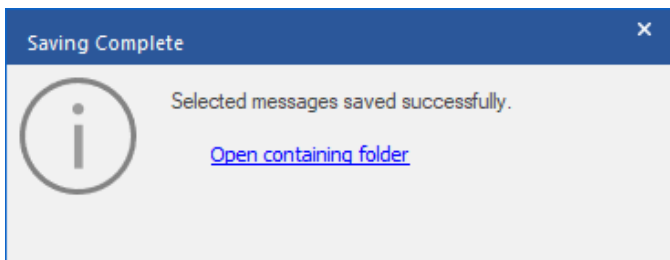 Saving Complete
Selected messages saved successfully.
Open containing folder